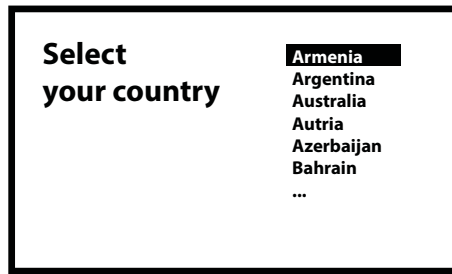 Select
your country
Armenia
Argentina
Australia
Autria
Azerbaijan
Bahrain
...